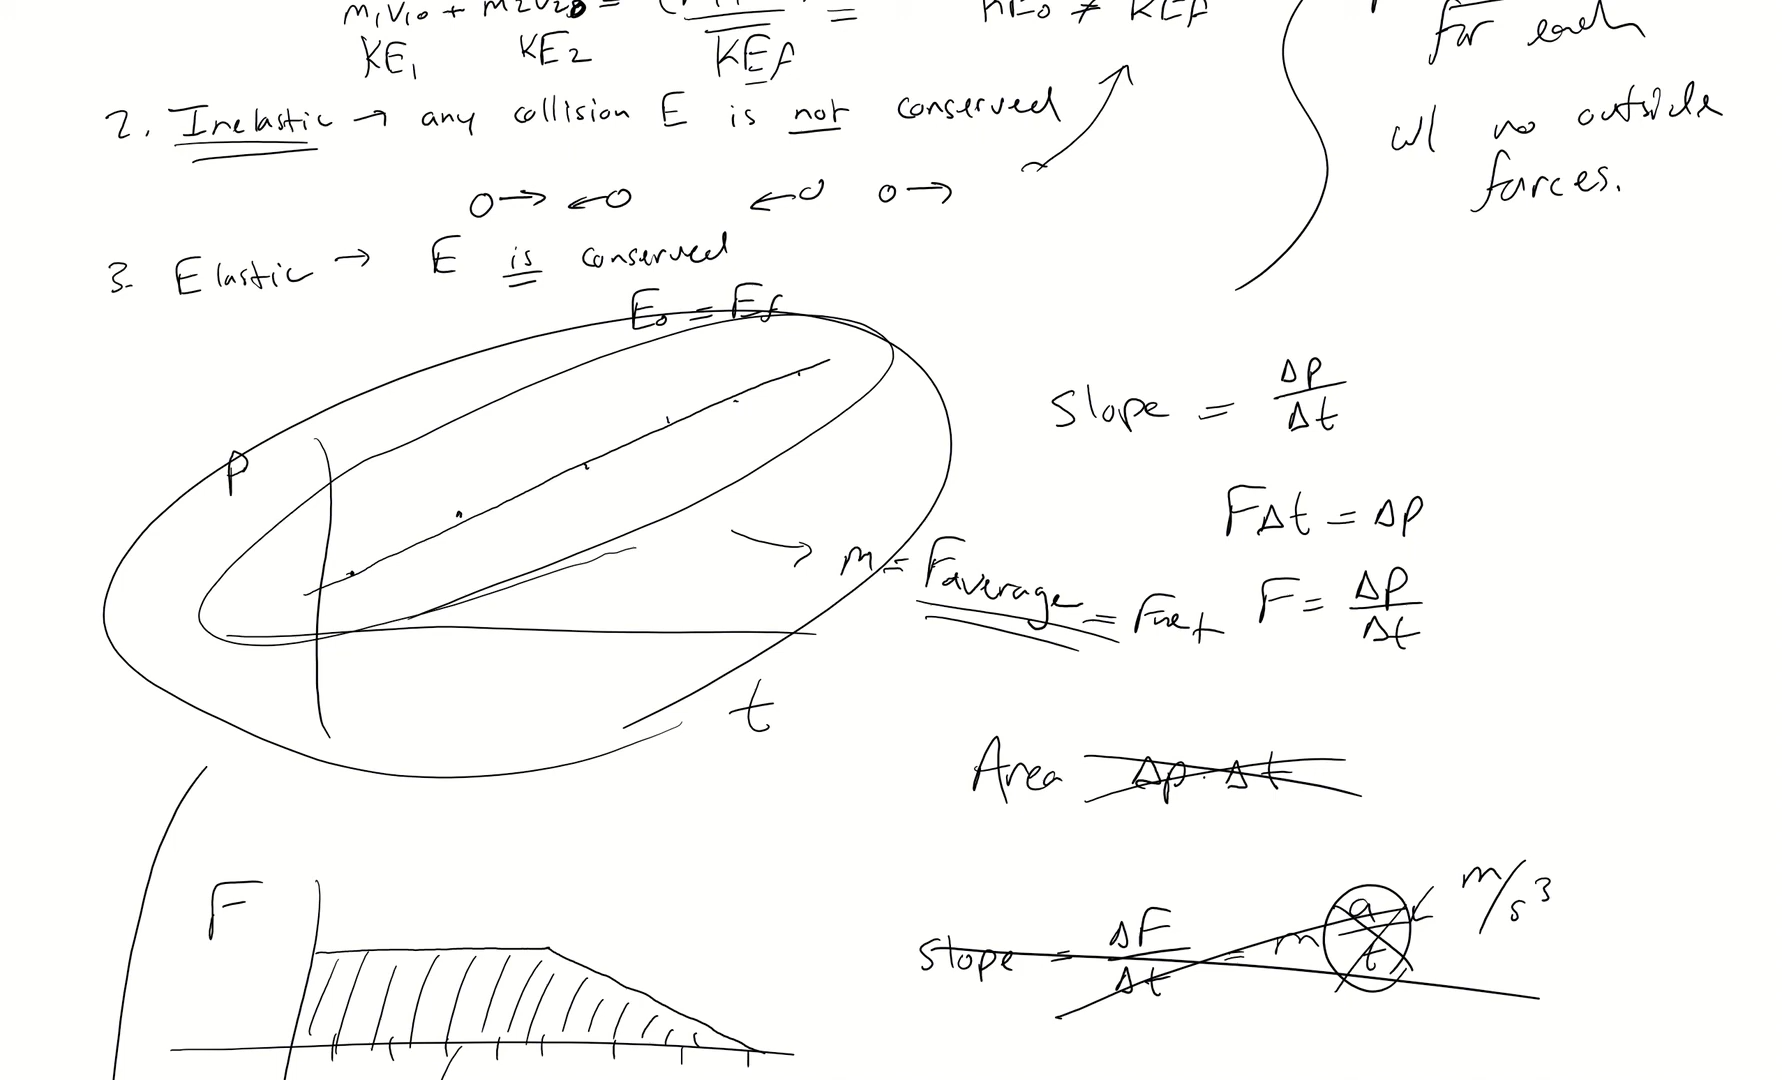 m₁v₁₀ + m₂v₂₀ =
=
KE₀ ≠ KEf
KE₁ KE₂ KEf
for each
w/ no outside
forces.
2. Inelastic → any collision E is not conserved
o→ ←o ←o o→
3. Elastic → E is conserved
E₀ = Ef
p
t
slope = Δp/Δt
FΔt = Δp
→ m = Faverage = Fnet
F = Δp/Δt
Area Δp · Δt
F
slope = ΔF/Δt = m a/t
m/s³